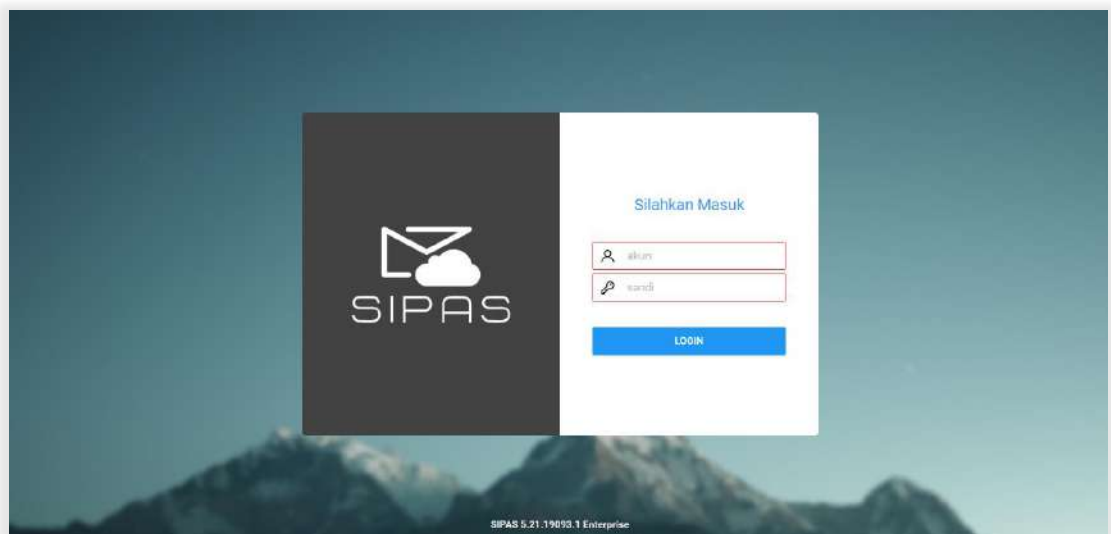 SIPAS
Silahkan Masuk
akun
sandi
LOGIN
SIPAS 5.21.19093.1 Enterprise